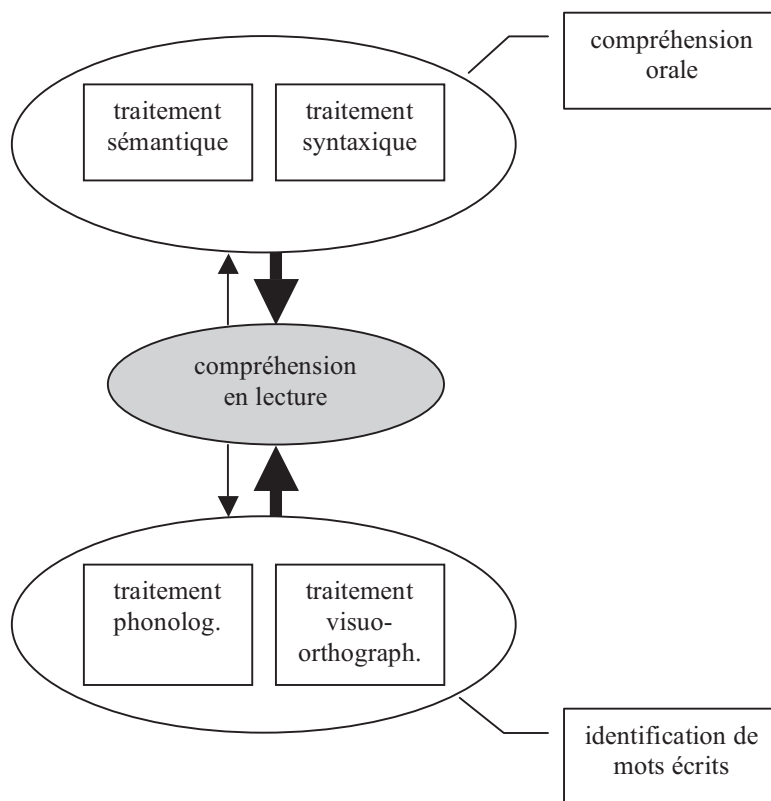 compréhension
orale
traitement
sémantique
traitement
syntaxique
compréhension
en lecture
traitement
phonolog.
traitement
visuo-
orthograph.
identification de
mots écrits